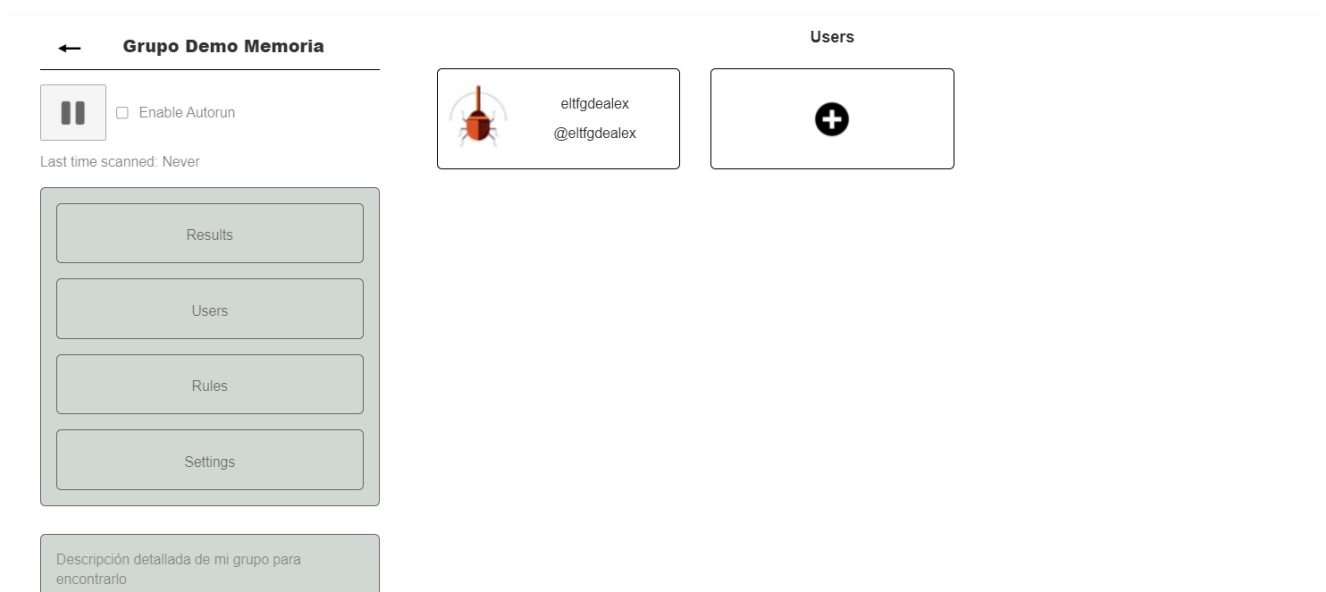 Grupo Demo Memoria
Enable Autorun
Last time scanned: Never
Results
Users
Rules
Settings
Descripción detallada de mi grupo para
encontrarlo
Users
eltfgdealex
@eltfgdealex